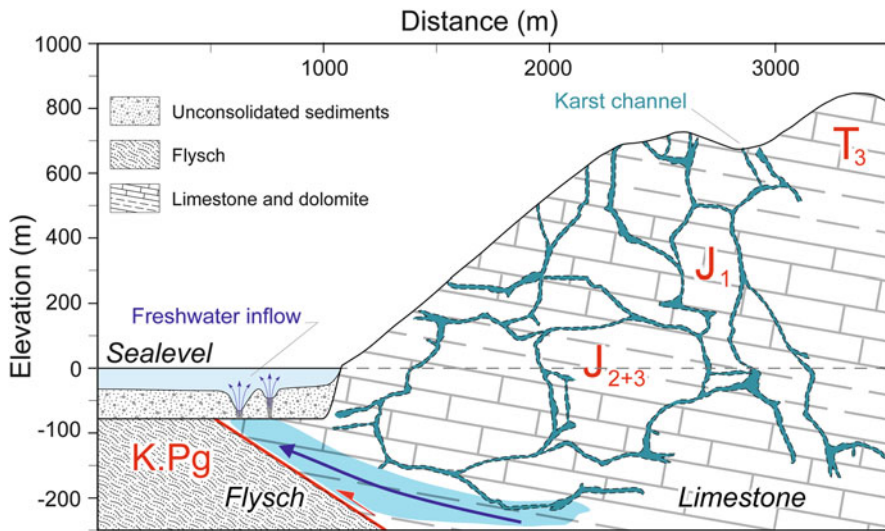 Distance (m)
1000
2000
3000
Elevation (m)
1000
800
600
400
200
0
-100
-200
Unconsolidated sediments
Flysch
Limestone and dolomite
Karst channel
T3
J1
Freshwater inflow
Sealevel
J2+3
K.Pg
Flysch
Limestone